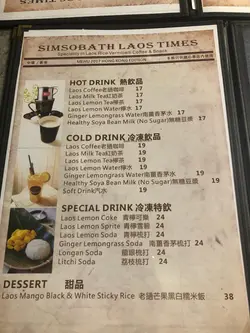 SIMSOBATH LAOS TIMES
Specialist in Laos Rice Vermicelli Coffee & Snack
MENU 2017 HONG KONG EDITION
HOT DRINK 熱飲品
Laos Coffee老撾咖啡 17
Laos Milk Tea紅奶茶 17
Laos Lemon Tea檸茶 17
Laos Lemon Water檸水 17
Ginger Lemongrass Water南薑香茅水 17
Healthy Soya Bean Milk (No Sugar)無糖豆漿 17
COLD DRINK 冷凍飲品
Laos Coffee老撾咖啡 19
Laos Milk Tea紅奶茶 19
Laos Lemon Tea檸茶 19
Laos Lemon Water檸水 19
Ginger Lemongrass Water南薑香茅水 19
Healthy Soya Bean Milk (No Sugar)無糖豆漿 19
Soft Drink汽水 19
SPECIAL DRINK 冷凍特飲
Laos Lemon Coke 青檸可樂 24
Laos Lemon Sprite 青檸雪碧 24
Laos Lemon Soda 青檸梳打 24
Ginger Lemongrass Soda 南薑香茅梳打 24
Longan Soda 龍眼梳打 24
Litchi Soda 荔枝梳打 24
DESSERT 甜品
Laos Mango Black & White Sticky Rice 老撾芒果黑白糯米飯 38